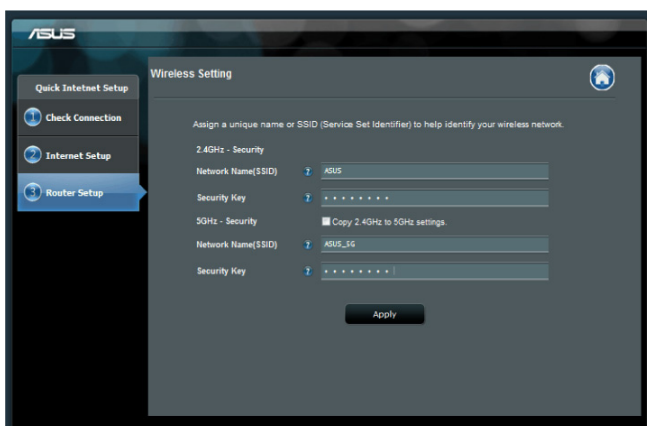 ASUS
Quick Intetnet Setup
1 Check Connection
2 Internet Setup
3 Router Setup
Wireless Setting
Assign a unique name or SSID (Service Set Identifier) to help identify your wireless network.
2.4GHz - Security
Network Name(SSID) ? ASUS
Security Key ? ••••••••
5GHz - Security Copy 2.4GHz to 5GHz settings.
Network Name(SSID) ? ASUS_5G
Security Key ? ••••••••
Apply